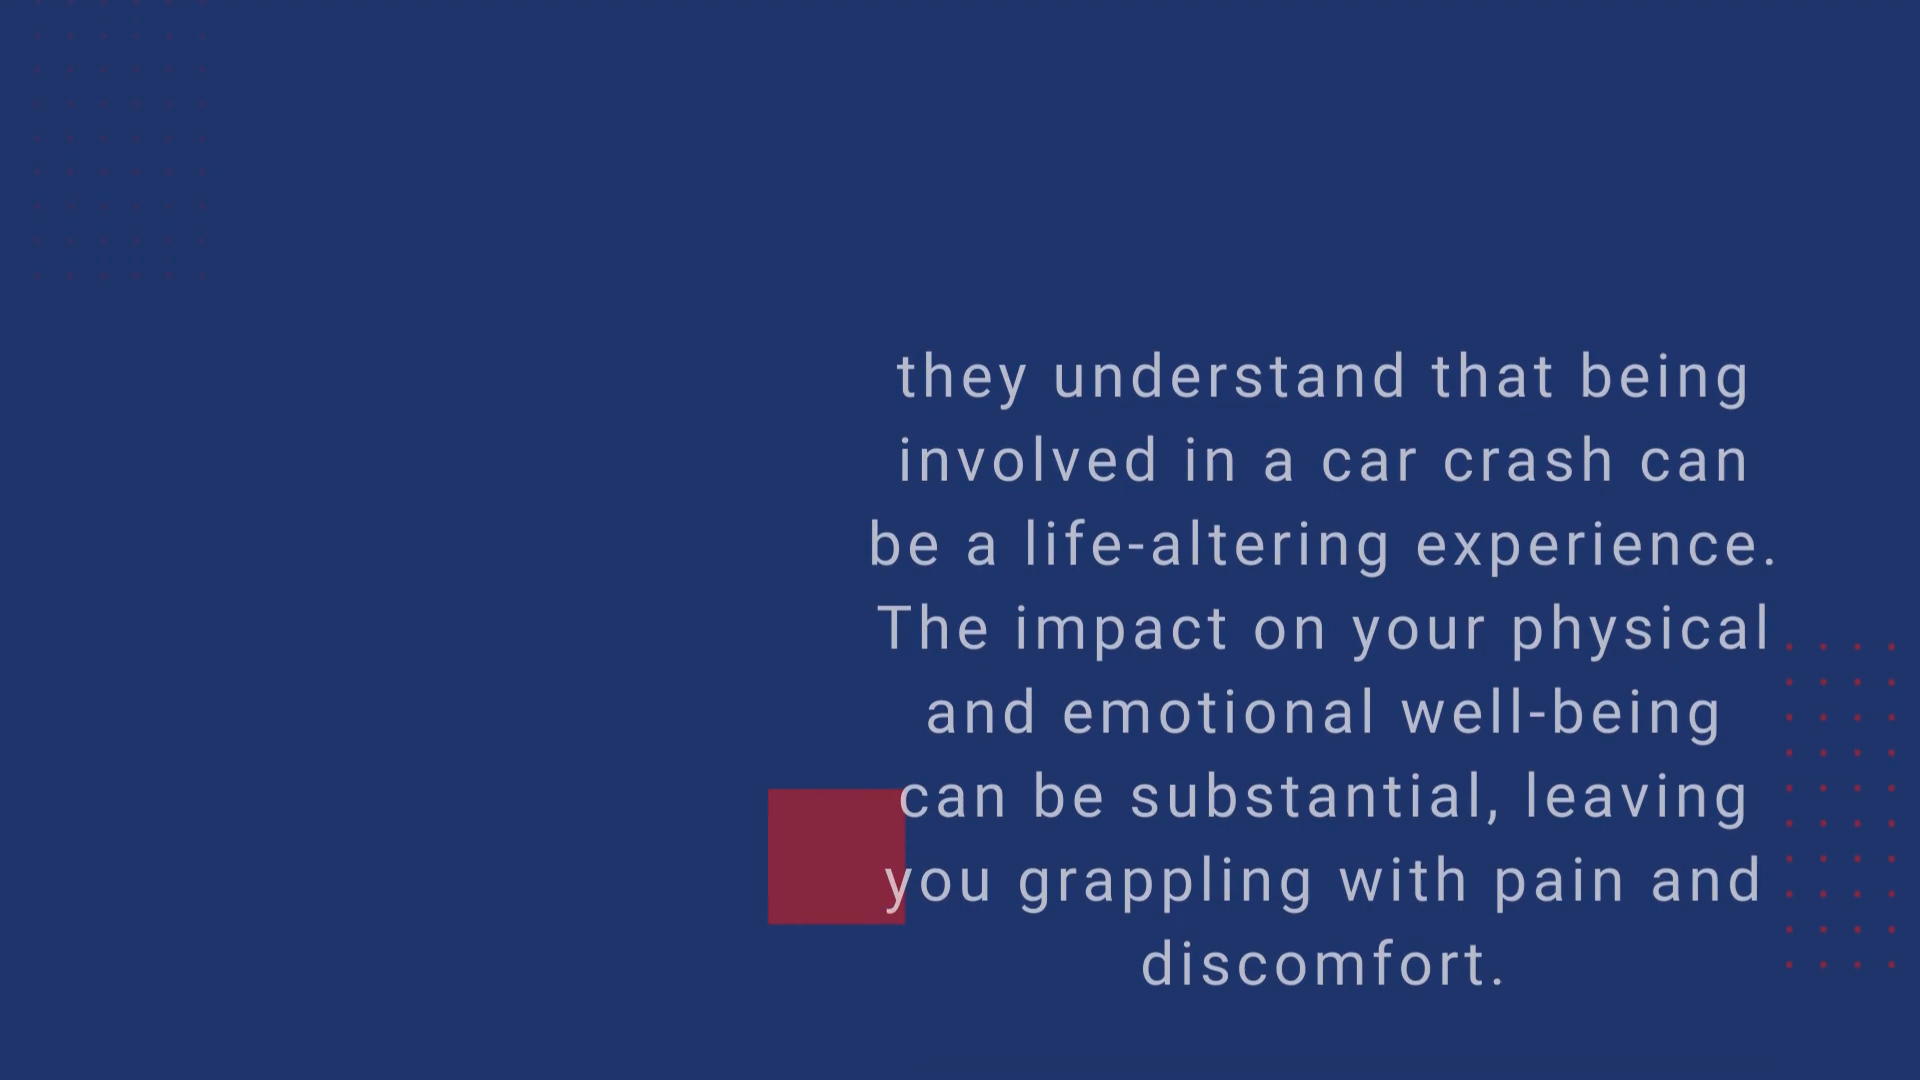 they understand that being
involved in a car crash can
be a life-altering experience.
The impact on your physical
and emotional well-being
can be substantial, leaving
you grappling with pain and
discomfort.